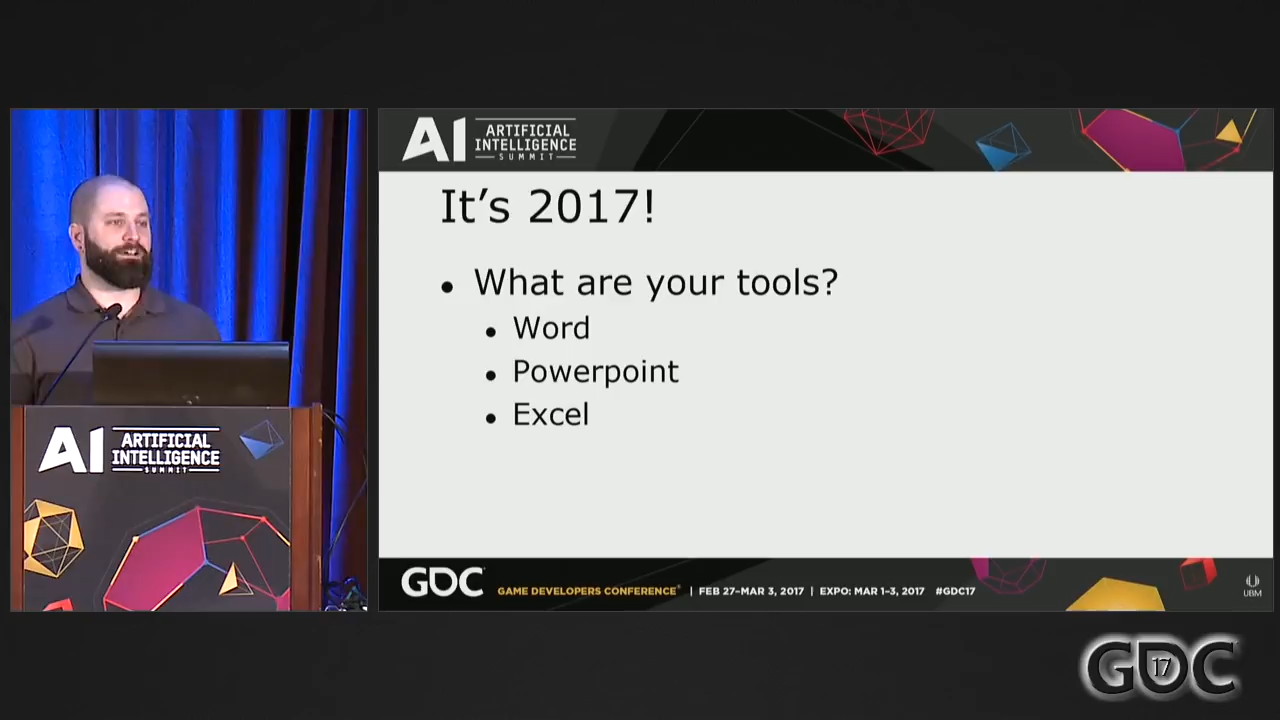 AI ARTIFICIAL
INTELLIGENCE
SUMMIT
AI ARTIFICIAL
INTELLIGENCE
SUMMIT
It's 2017!
• What are your tools?
• Word
• Powerpoint
• Excel
GDC GAME DEVELOPERS CONFERENCE® | FEB 27–MAR 3, 2017 | EXPO: MAR 1–3, 2017 #GDC17
UBM
GDC 17